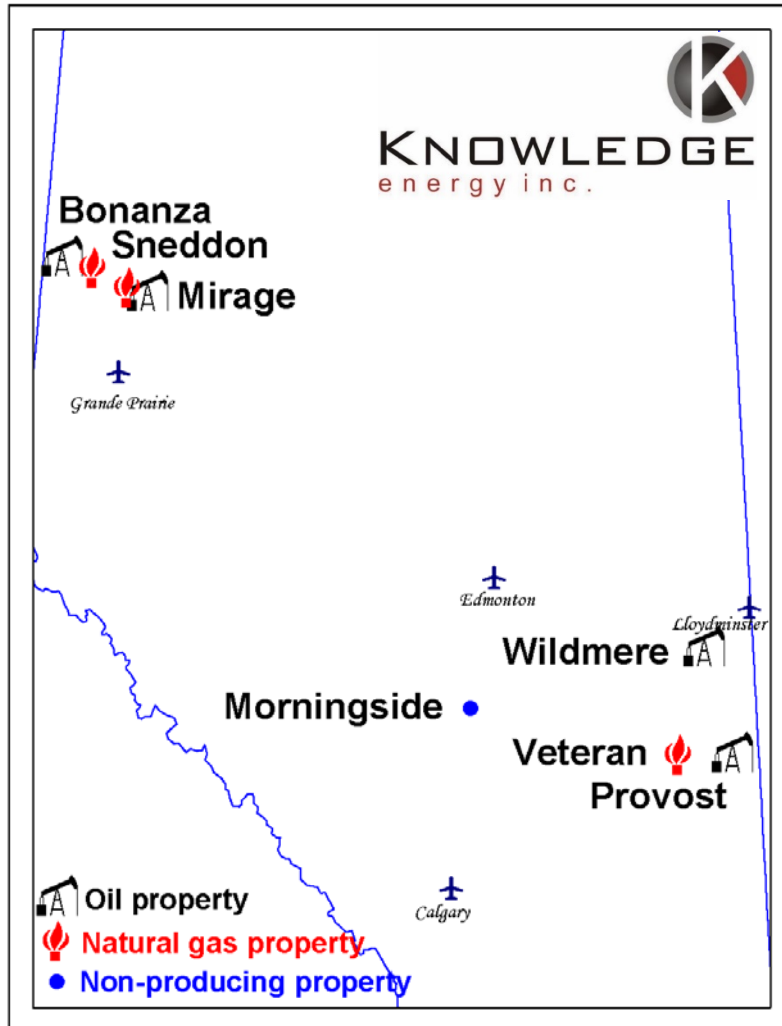 KNOWLEDGE
energy inc.
Bonanza
Sneddon
Mirage
Grande Prairie
Edmonton
Lloydminster
Wildmere
Morningside
Veteran
Provost
Calgary
Oil property
Natural gas property
Non-producing property